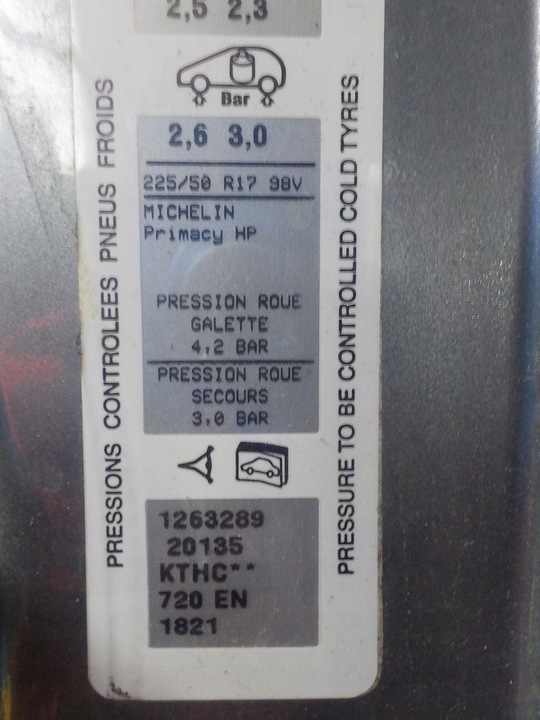 2,5 2,3
Bar
2,6 3,0
225/50 R17 98V
MICHELIN
Primacy HP
PRESSION ROUE
GALETTE
4,2 BAR
PRESSION ROUE
SECOURS
3,0 BAR
1263289
20135
KTHC**
720 EN
1821
PRESSIONS CONTROLEES PNEUS FROIDS
PRESSURE TO BE CONTROLLED COLD TYRES